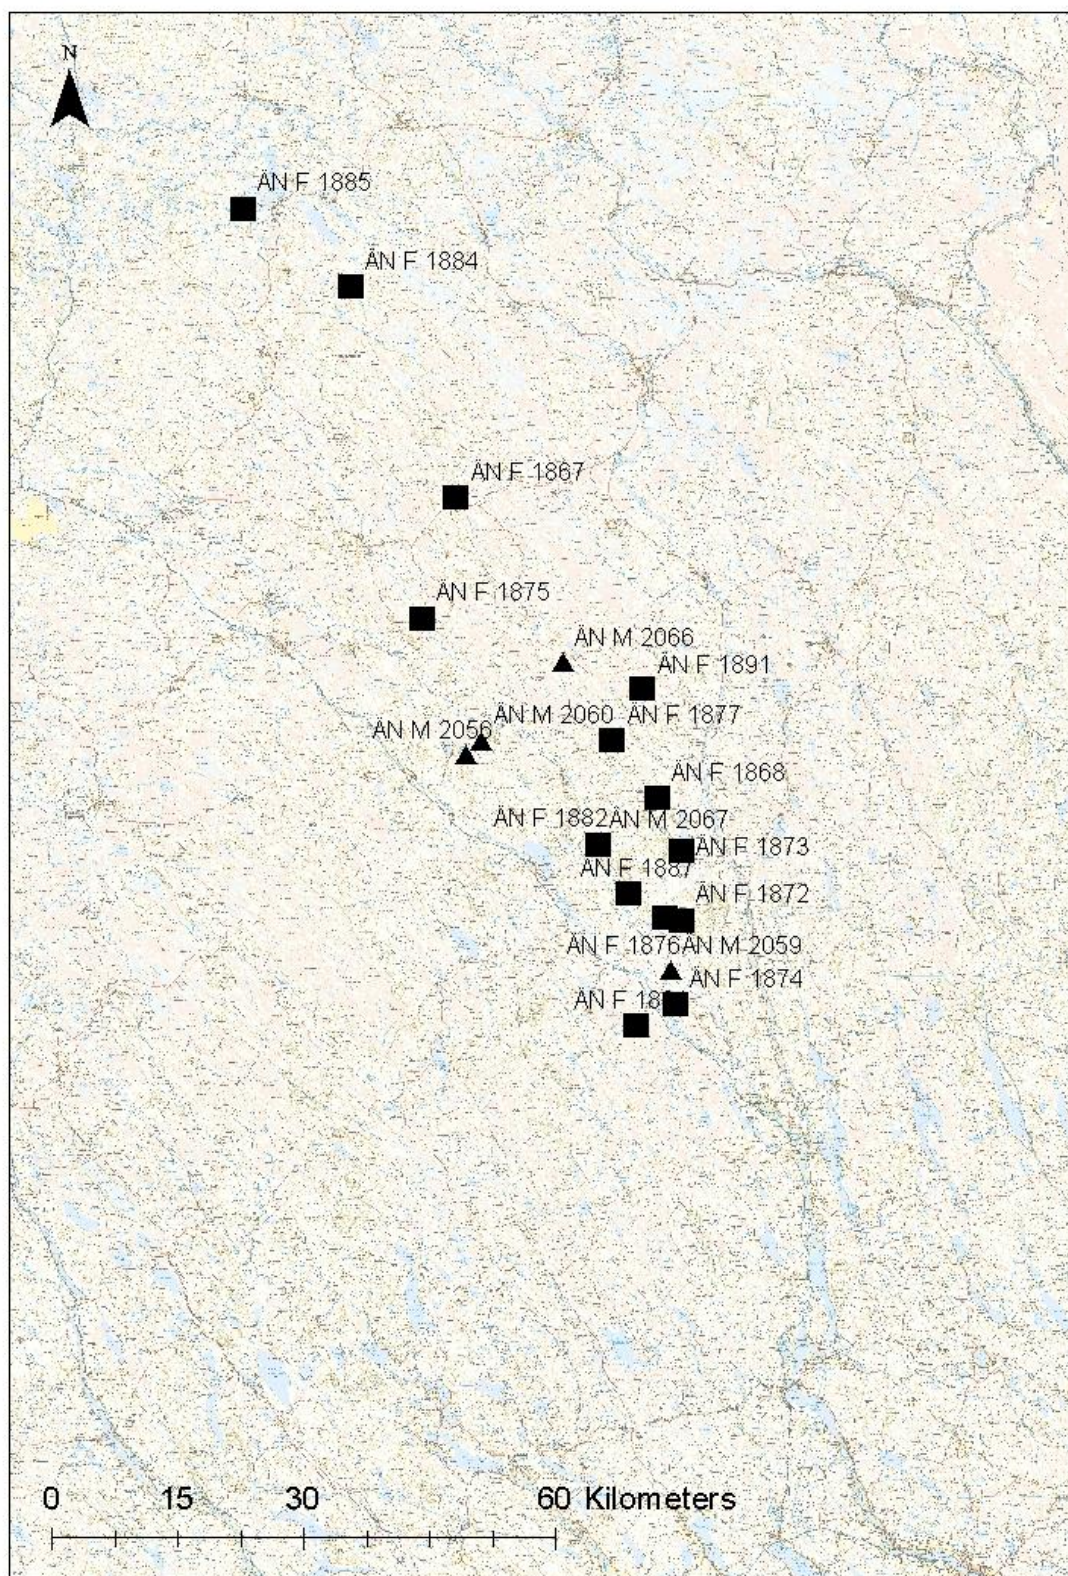 N
ÄN F 1885
ÄN F 1884
ÄN F 1867
ÄN F 1875
ÄN M 2066
ÄN F 1891
ÄN M 2060
ÄN F 1877
ÄN M 2056
ÄN F 1868
ÄN F 1882
ÄN M 2067
ÄN F 1873
ÄN F 1887
ÄN F 1872
ÄN F 1876
ÄN M 2059
ÄN F 1874
ÄN F
0 15 30 60 Kilometers